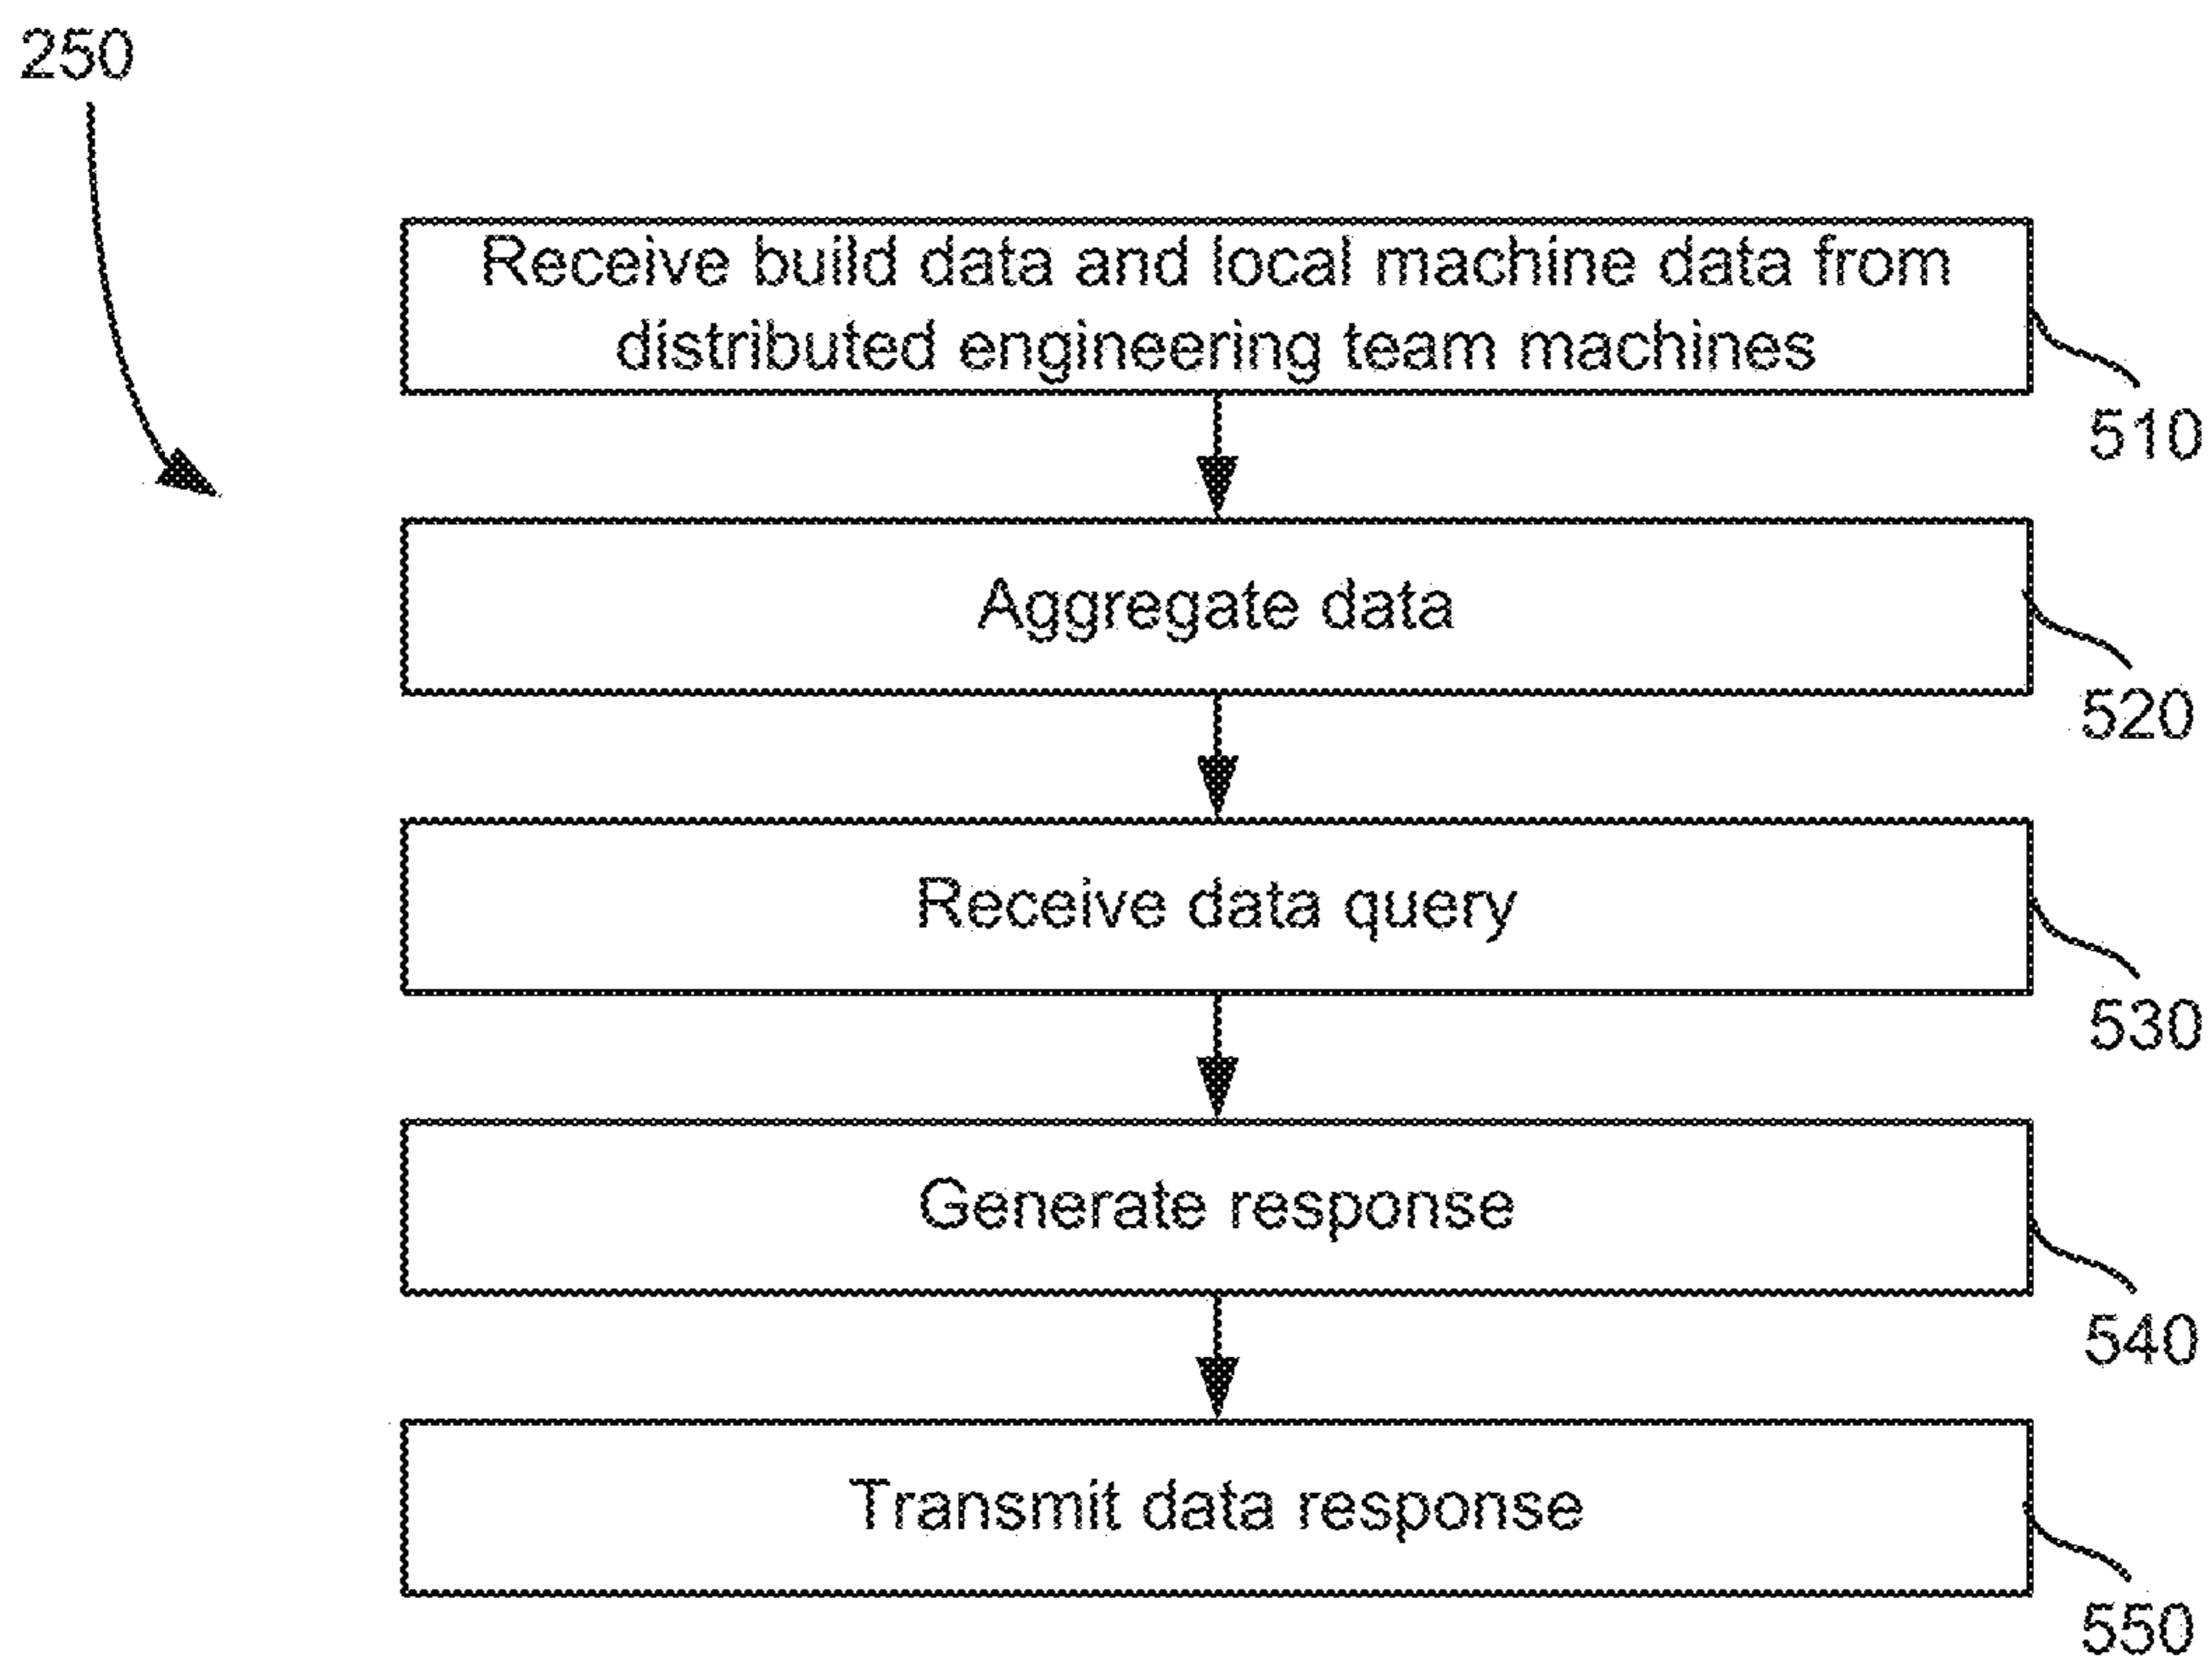 250
Receive build data and local machine data from
distributed engineering team machines
510
Aggregate data
520
Receive data query
530
Generate response
540
Transmit data response
550